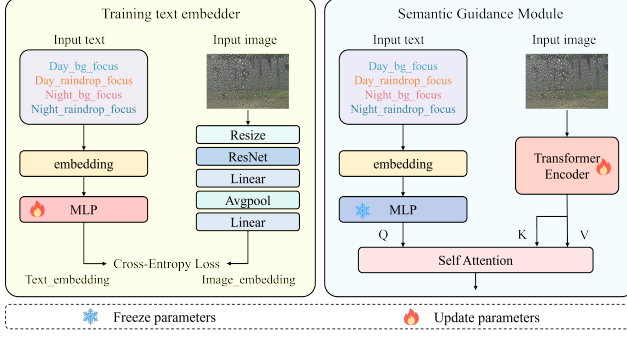 Training text embedder
Input text
Input image
Day_bg_focus
Day_raindrop_focus
Night_bg_focus
Night_raindrop_focus
embedding
MLP
Resize
ResNet
Linear
Avgpool
Linear
Cross-Entropy Loss
Text_embedding
Image_embedding
Semantic Guidance Module
Input text
Input image
Day_bg_focus
Day_raindrop_focus
Night_bg_focus
Night_raindrop_focus
embedding
MLP
Transformer
Encoder
Q
K
V
Self Attention
Freeze parameters
Update parameters